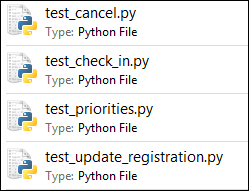 test_cancel.py
Type: Python File
test_check_in.py
Type: Python File
test_priorities.py
Type: Python File
test_update_registration.py
Type: Python File